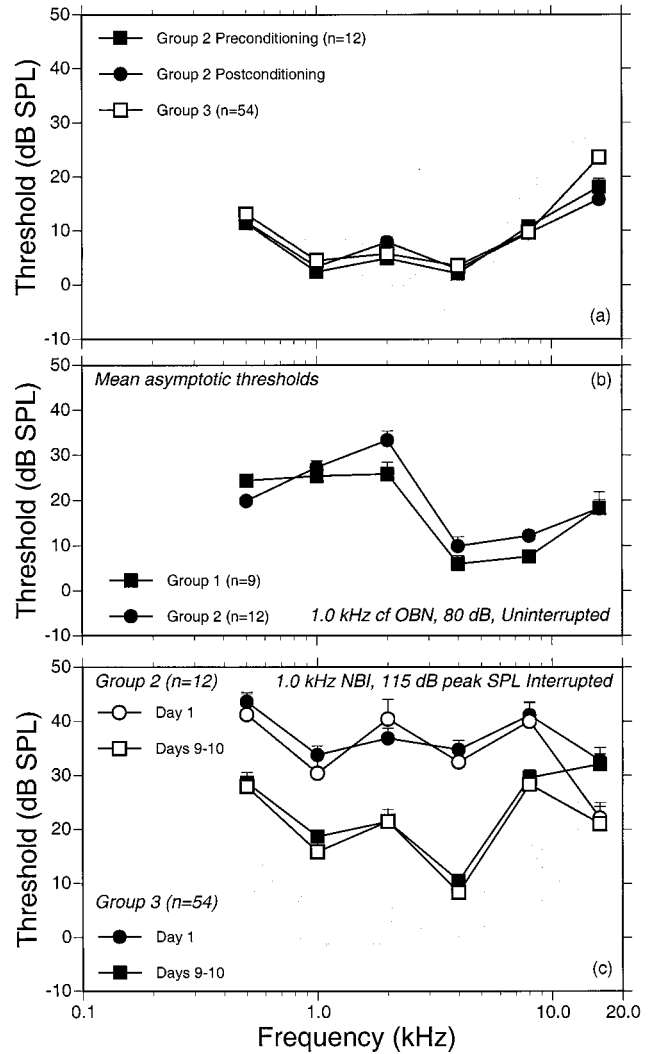 50
40
30
20
10
0
-10
Threshold (dB SPL)
Group 2 Preconditioning (n=12)
Group 2 Postconditioning
Group 3 (n=54)
(a)
50
40
30
20
10
0
-10
Threshold (dB SPL)
Mean asymptotic thresholds
(b)
Group 1 (n=9)
Group 2 (n=12)
1.0 kHz cf OBN, 80 dB, Uninterrupted
50
40
30
20
10
0
-10
Threshold (dB SPL)
Group 2 (n=12)
1.0 kHz NBI, 115 dB peak SPL Interrupted
Day 1
Days 9-10
Group 3 (n=54)
Day 1
Days 9-10
(c)
0.1
1.0
10.0
20.0
Frequency (kHz)